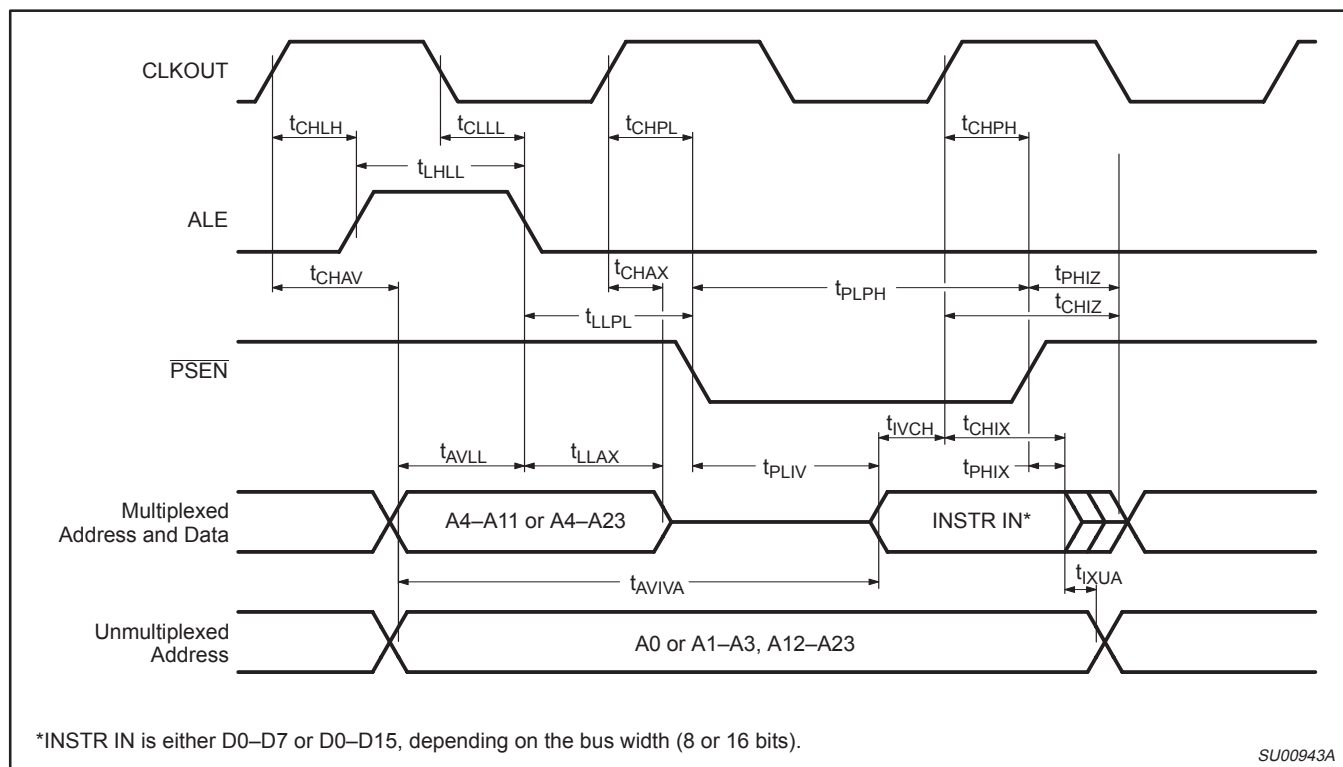 CLKOUT
tCHLH
tCLLL
tCHPL
tCHPH
tLHLL
ALE
tCHAV
tCHAX
tPLPH
tPHIZ
tCHIZ
tLLPL
PSEN
tIVCH
tCHIX
tAVLL
tLLAX
tPLIV
tPHIX
Multiplexed
Address and Data
A4–A11 or A4–A23
INSTR IN*
tAVIVA
tIXUA
Unmultiplexed
Address
A0 or A1–A3, A12–A23
*INSTR IN is either D0–D7 or D0–D15, depending on the bus width (8 or 16 bits).
SU00943A